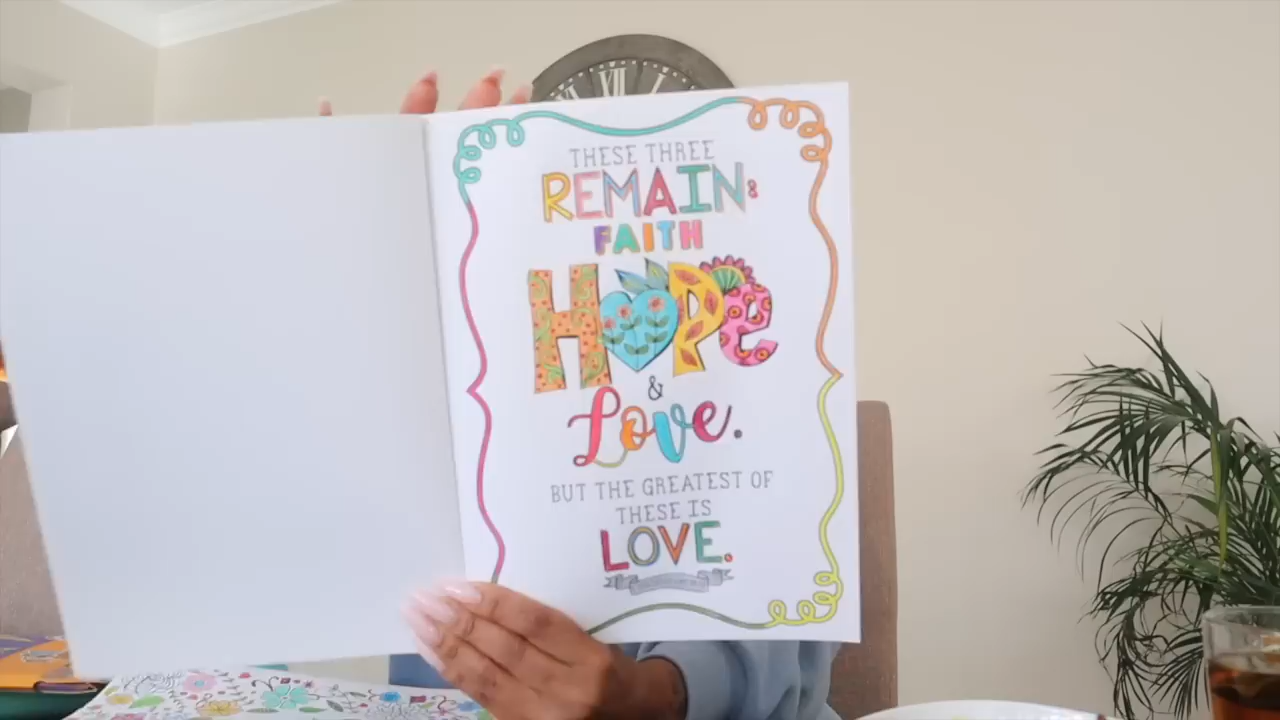 THESE THREE
REMAIN:
FAITH
HOPE
&
Love.
BUT THE GREATEST OF
THESE IS
LOVE.